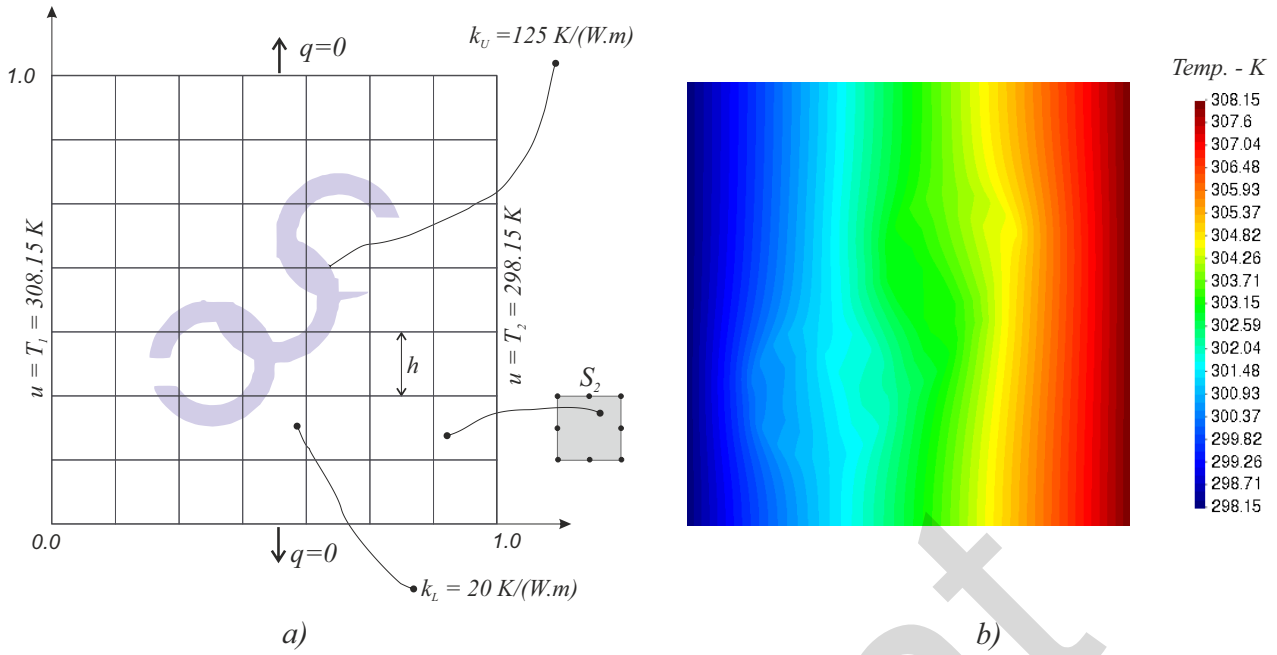 1.0
q=0
k_U =125 K/(W.m)
u = T_1 = 308.15 K
u = T_2 = 298.15 K
h
S_2
0.0
q=0
1.0
k_L = 20 K/(W.m)
a)
Temp. - K
308.15
307.6
307.04
306.48
305.93
305.37
304.82
304.26
303.71
303.15
302.59
302.04
301.48
300.93
300.37
299.82
299.26
298.71
298.15
b)